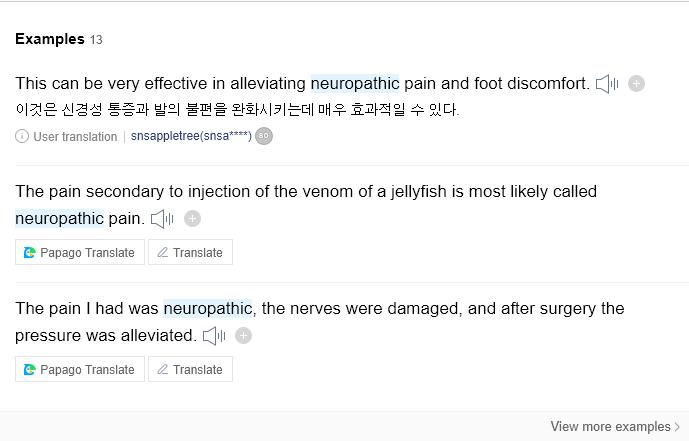 Examples 13
This can be very effective in alleviating neuropathic pain and foot discomfort.
이것은 신경성 통증과 발의 불편을 완화시키는데 매우 효과적일 수 있다.
User translation | snsappletree(snsa****) 80
The pain secondary to injection of the venom of a jellyfish is most likely called
neuropathic pain.
Papago Translate Translate
The pain I had was neuropathic, the nerves were damaged, and after surgery the
pressure was alleviated.
Papago Translate Translate
View more examples